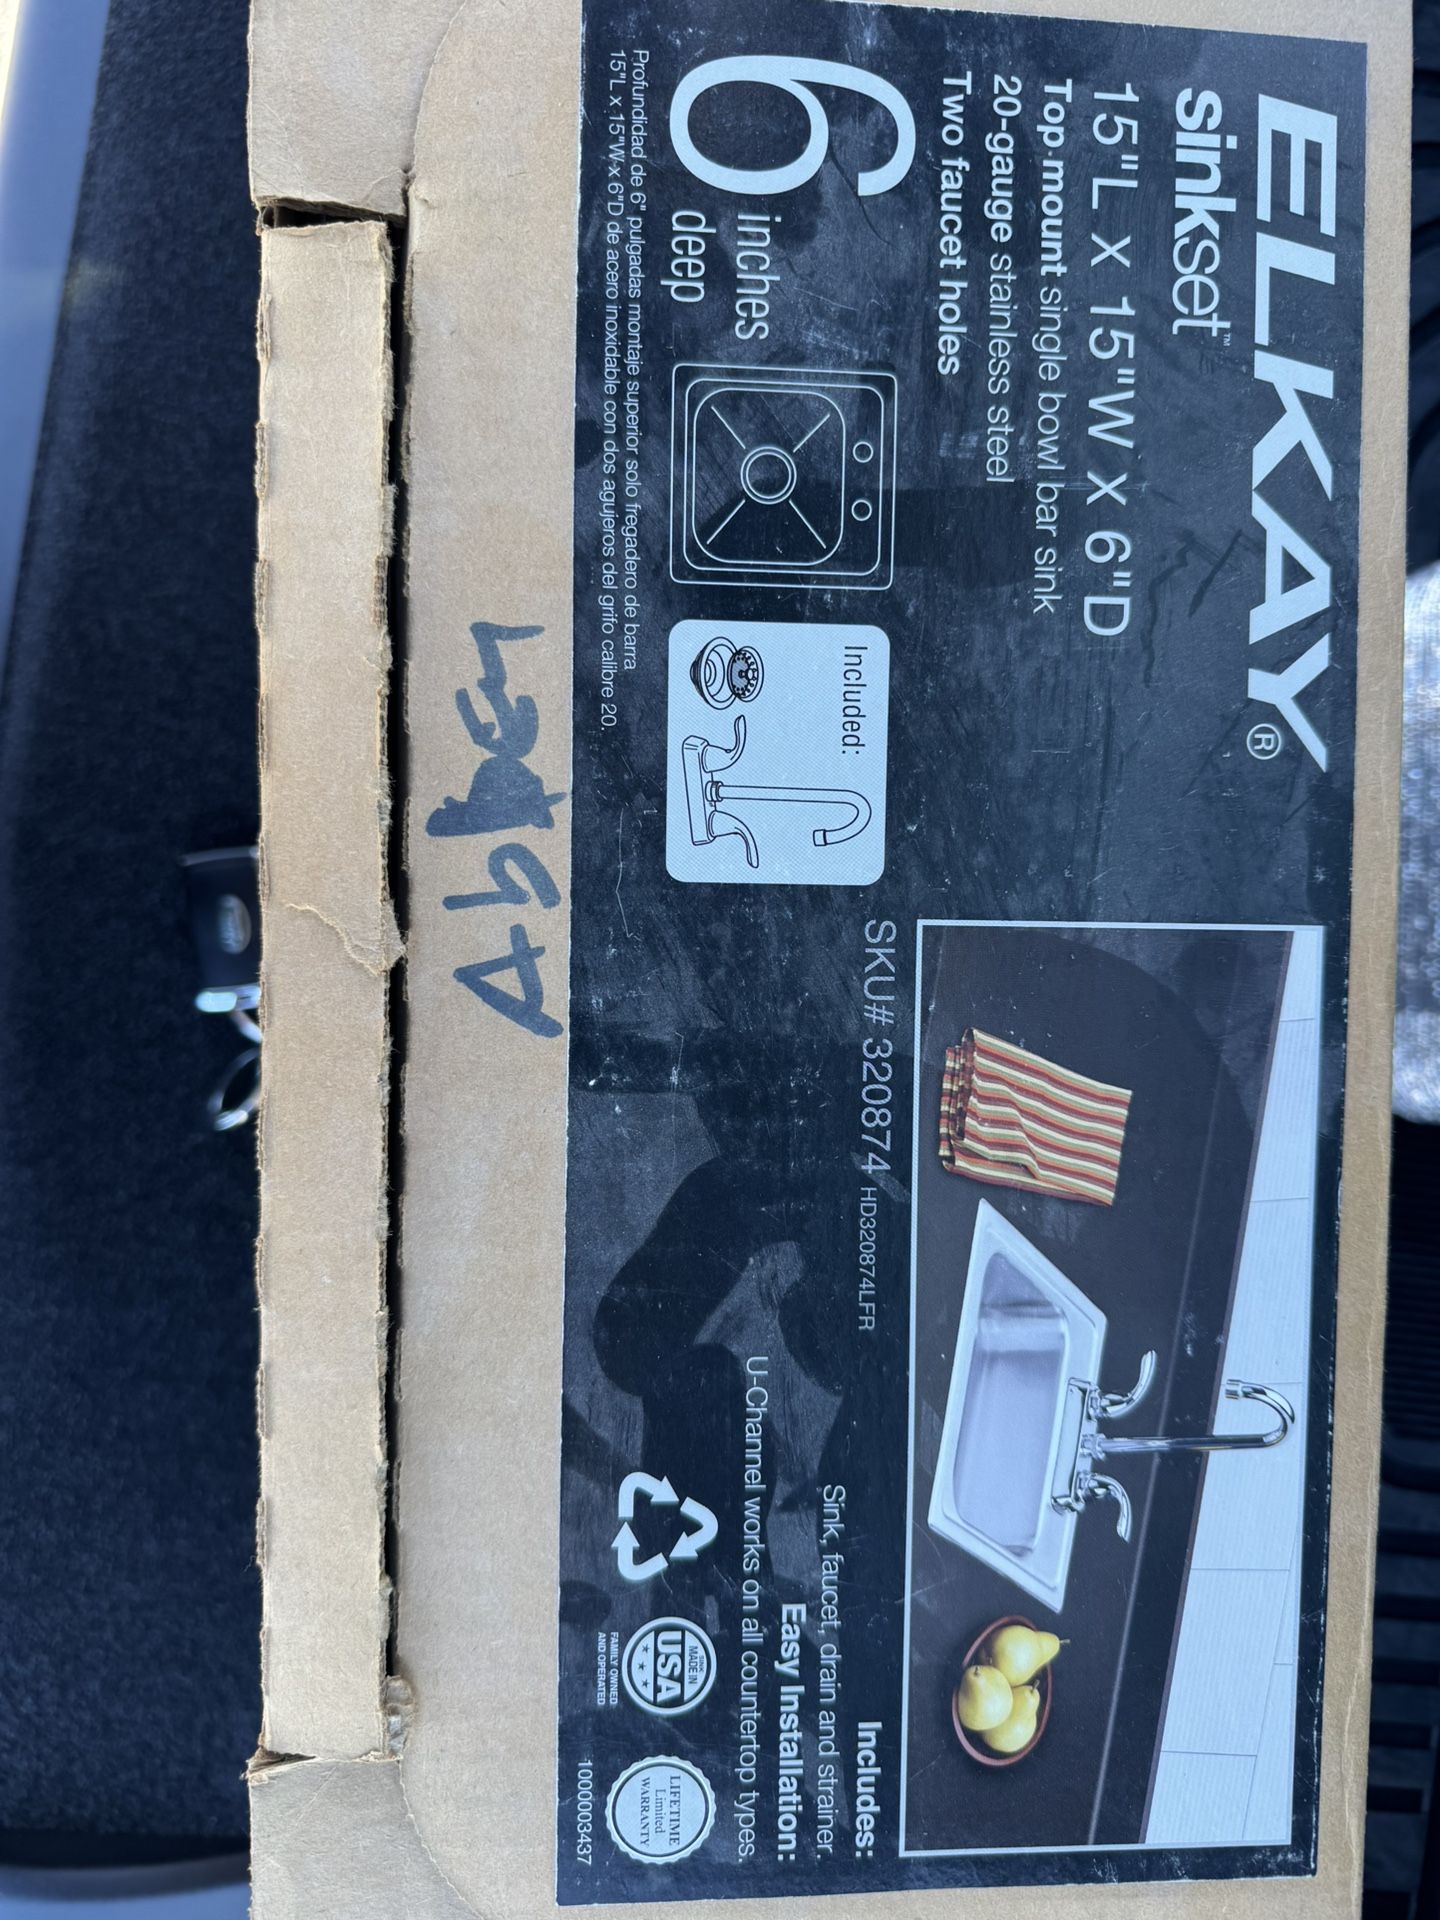 ELKAY®
sinkset™
15"L X 15"W X 6"D
Top mount single bowl bar sink
20-gauge stainless steel
Two faucet holes
6 inches
deep
Included:
Profundidad de 6" pulgadas montaje superior solo fregadero de barra
15"L x 15"W x 6"D de acero inoxidable con dos agujeros del grifo calibre 20.
SKU# 320874 HD320874LFR
Includes:
Sink, faucet, drain and strainer.
Easy Installation:
U-Channel works on all countertop types.
SINK
MADE IN
USA
FAMILY OWNED
AND OPERATED
LIFETIME
Limited
WARRANTY
1000003437